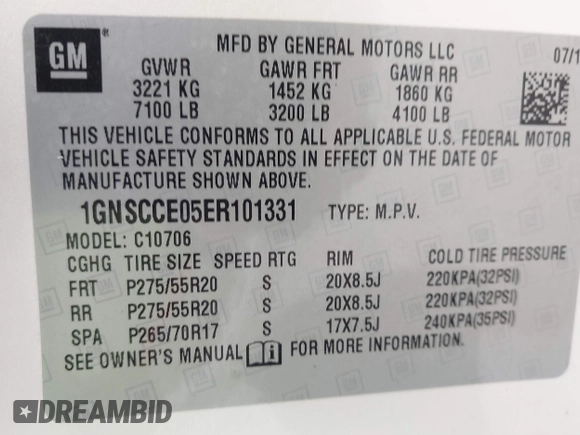 GM
MFD BY GENERAL MOTORS LLC 07/1
GVWR GAWR FRT GAWR RR
3221 KG 1452 KG 1860 KG
7100 LB 3200 LB 4100 LB
THIS VEHICLE CONFORMS TO ALL APPLICABLE U.S. FEDERAL MOTOR
VEHICLE SAFETY STANDARDS IN EFFECT ON THE DATE OF
MANUFACTURE SHOWN ABOVE.
1GNSCCE05ER101331 TYPE: M.P.V.
MODEL: C10706
CGHG TIRE SIZE SPEED RTG RIM COLD TIRE PRESSURE
FRT P275/55R20 S 20X8.5J 220KPA(32PSI)
RR P275/55R20 S 20X8.5J 220KPA(32PSI)
SPA P265/70R17 S 17X7.5J 240KPA(35PSI)
SEE OWNER'S MANUAL i FOR MORE INFORMATION.
DREAMBID